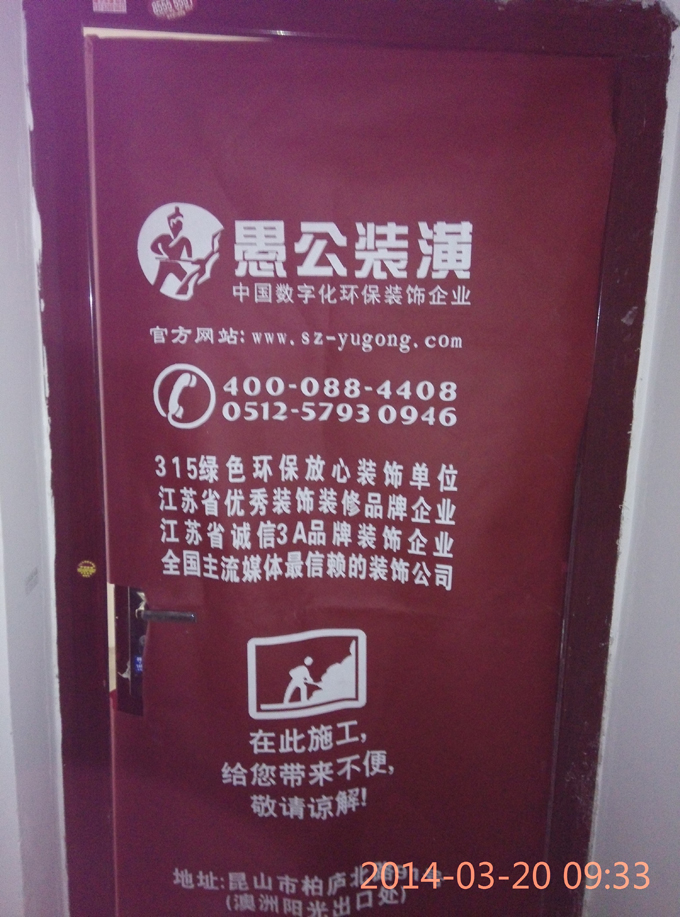 愚公装潢
中国数字化环保装饰企业
官方网站:www.sz-yugong.com
400-088-4408
0512-57930946
315绿色环保放心装饰单位
江苏省优秀装饰装修品牌企业
江苏省诚信3A品牌装饰企业
全国主流媒体最信赖的装饰公司
在此施工,
给您带来不便,
敬请谅解!
地址:昆山市柏庐北路
2014-03-20 09:33
(澳洲阳光出口处)